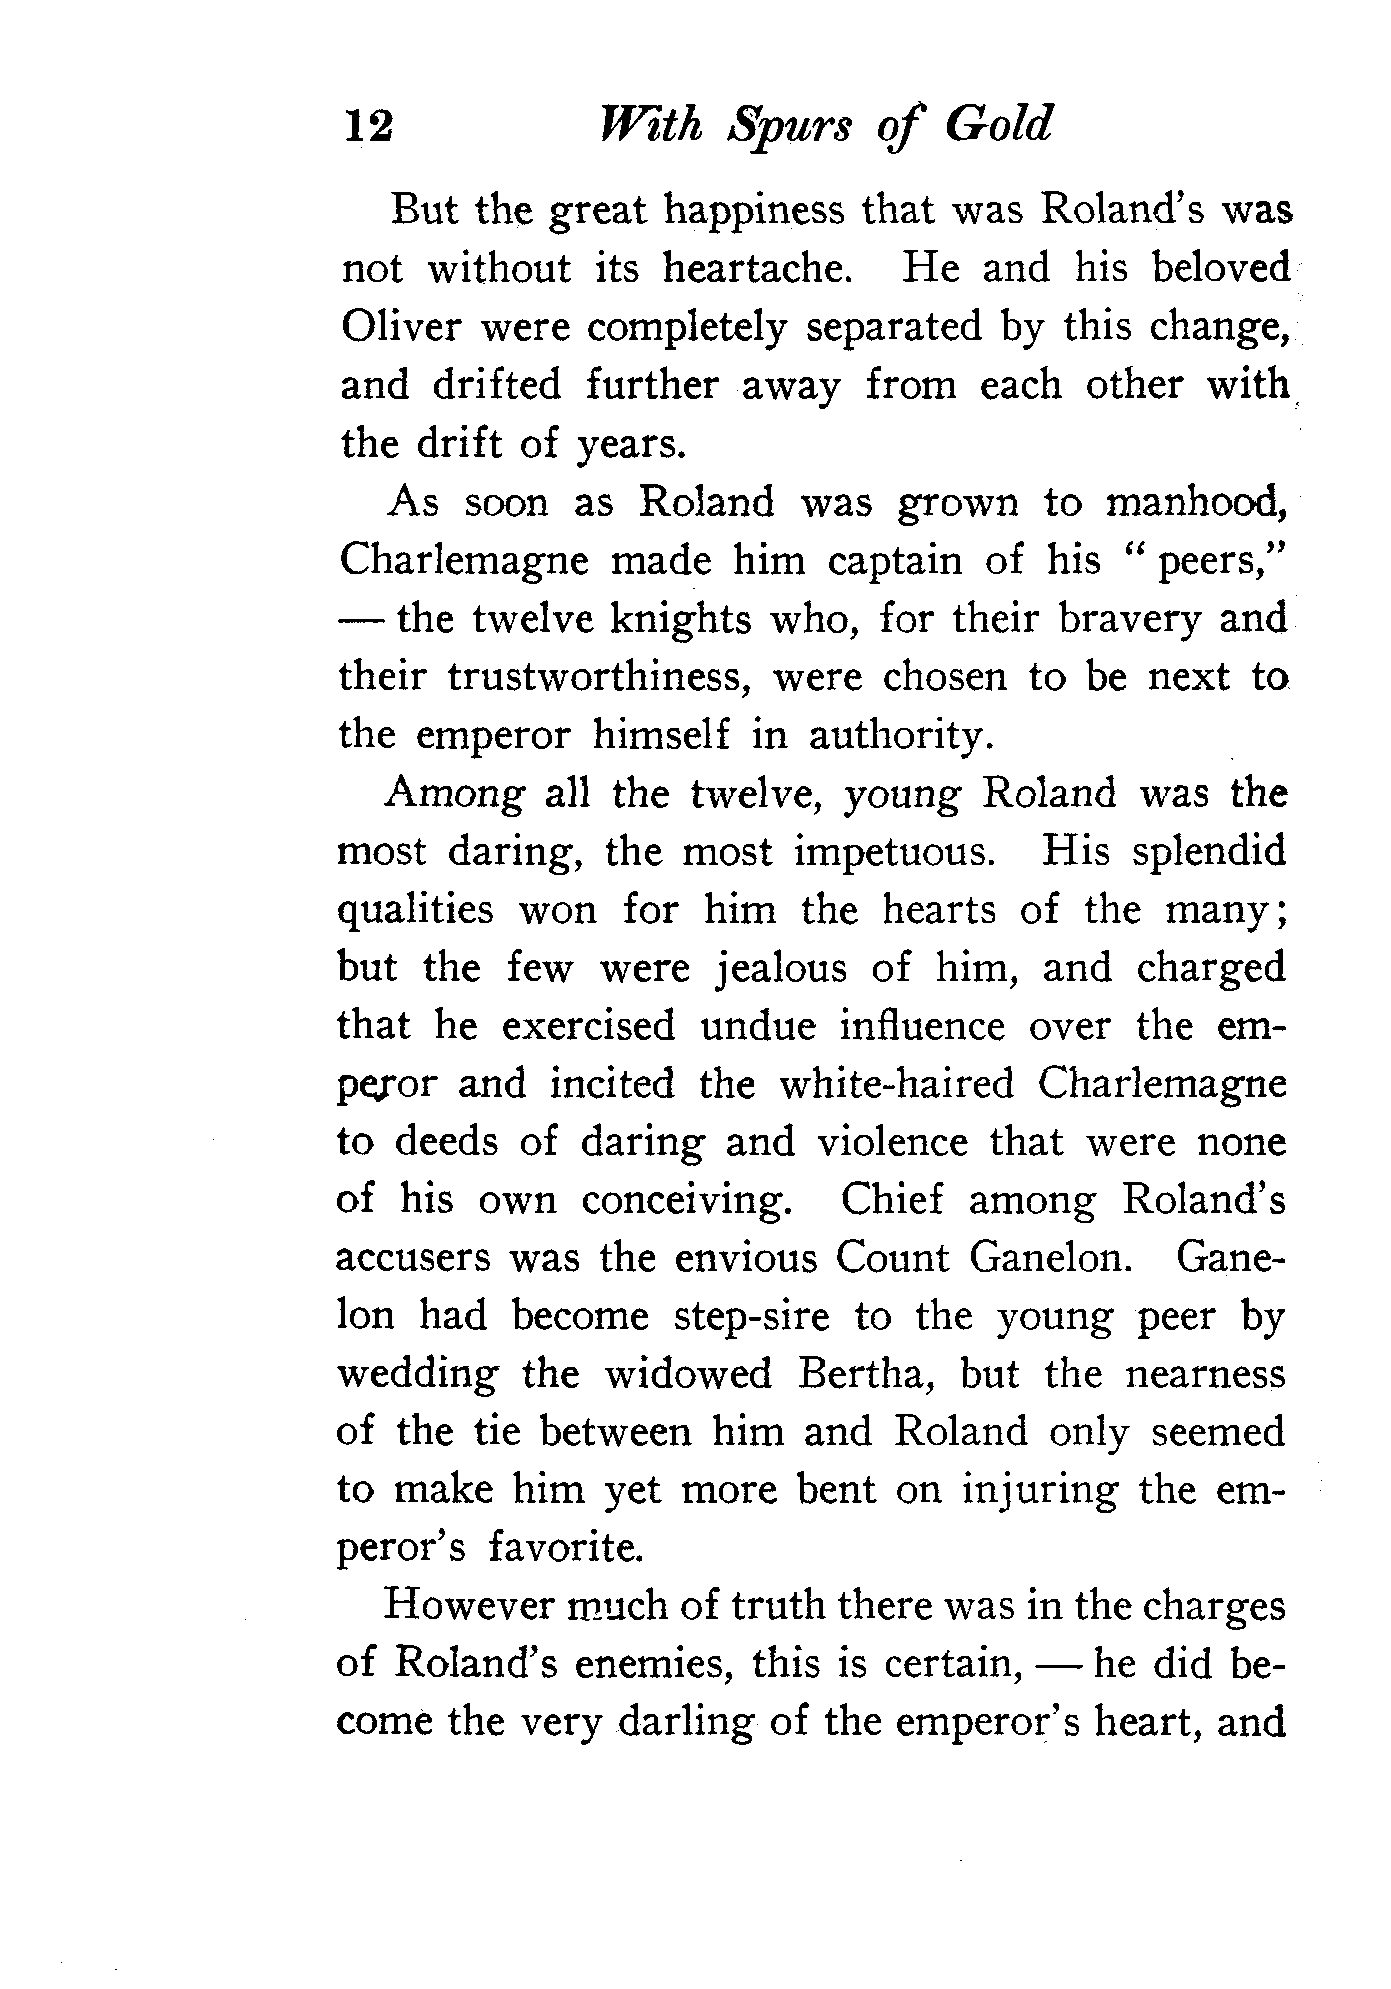 12 With Spurs of Gold
But the great happiness that was Roland's was
not without its heartache. He and his beloved
Oliver were completely separated by this change,
and drifted further away from each other with
the drift of years.
As soon as Roland was grown to manhood,
Charlemagne made him captain of his “ peers,”
— the twelve knights who, for their bravery and
their trustworthiness, were chosen to be next to
the emperor himself in authority.
Among all the twelve, young Roland was the
most daring, the most impetuous. His splendid
qualities won for him the hearts of the many;
but the few were jealous of him, and charged
that he exercised undue influence over the em-
peror and incited the white-haired Charlemagne
to deeds of daring and violence that were none
of his own conceiving. Chief among Roland's
accusers was the envious Count Ganelon. Gane-
lon had become step-sire to the young peer by
wedding the widowed Bertha, but the nearness
of the tie between him and Roland only seemed
to make him yet more bent on injuring the em-
peror's favorite.
However much of truth there was in the charges
of Roland's enemies, this is certain, — he did be-
come the very darling of the emperor's heart, and